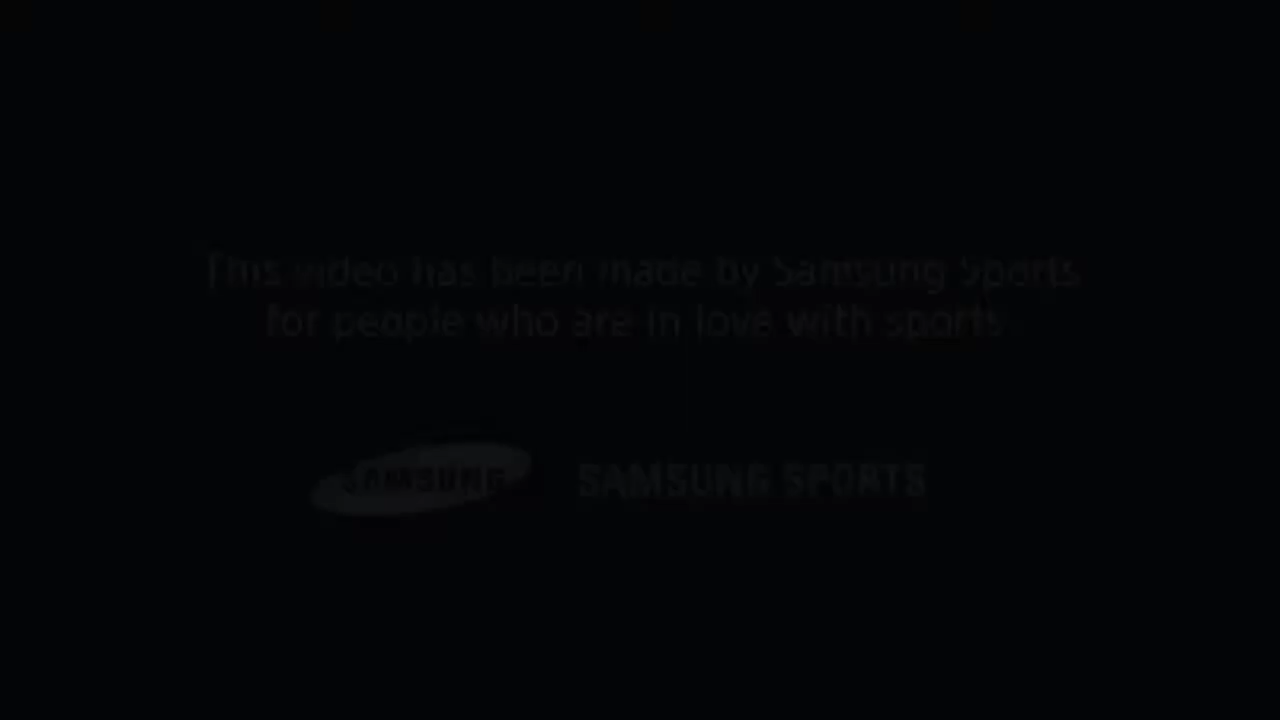 This video has been made by Samsung Sports
for people who are in love with sports.
SAMSUNG SAMSUNG SPORTS